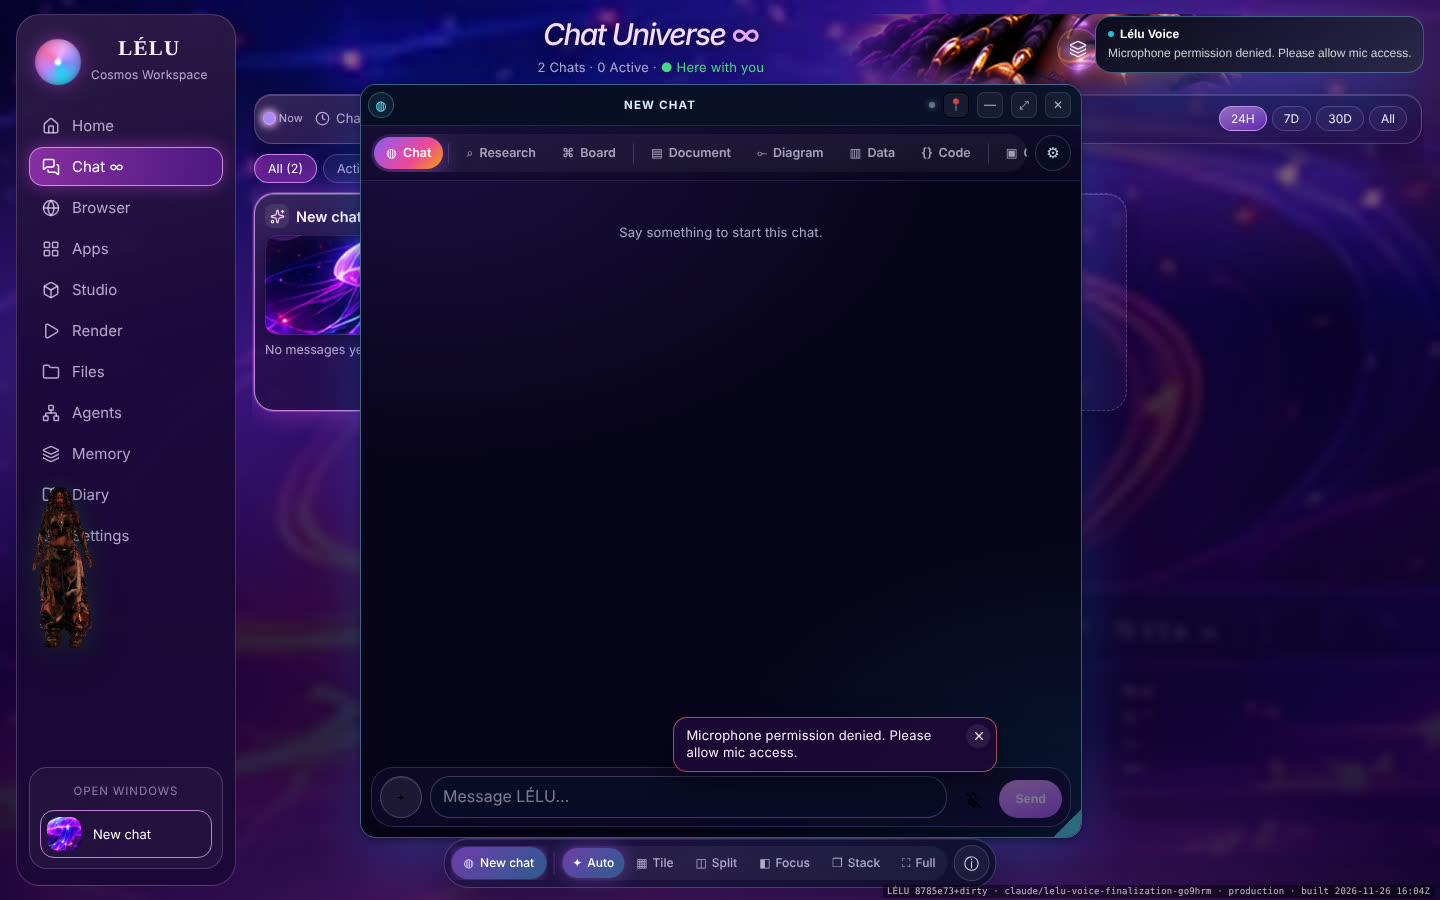 LÉLU
Cosmos Workspace
Home
Chat ∞
Browser
Apps
Studio
Render
Files
Agents
Memory
Diary
Settings
OPEN WINDOWS
New chat
Chat Universe ∞
2 Chats · 0 Active · Here with you
Lélu Voice
Microphone permission denied. Please allow mic access.
Now
Cha
24H
7D
30D
All
All (2)
Acti
New chat
No messages ye
NEW CHAT
Chat
Research
Board
Document
Diagram
Data
{} Code
Say something to start this chat.
Microphone permission denied. Please
allow mic access.
Message LÉLU...
Send
New chat
Auto
Tile
Split
Focus
Stack
Full
LÉLU 8785e73+dirty · claude/lelu-voice-finalization-go9hrm · production · built 2026-11-26 16:04Z